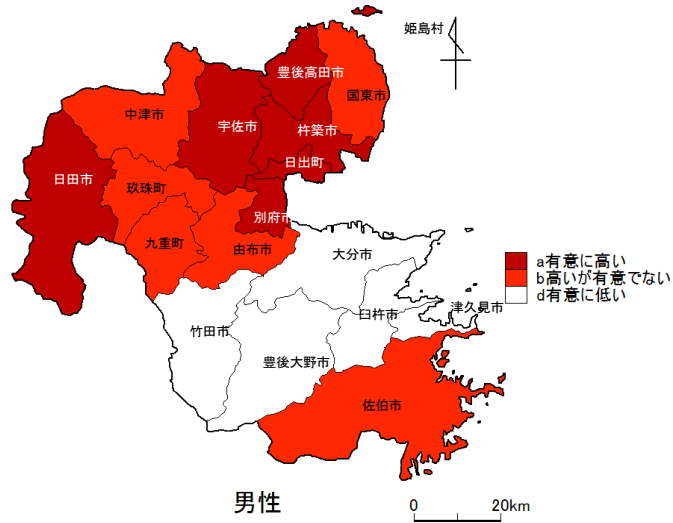 姫島村
豊後高田市
国東市
中津市
宇佐市
杵築市
日出町
日田市
玖珠町
別府市
九重町
由布市
大分市
a有意に高い
b高いが有意でない
d有意に低い
津久見市
臼杵市
竹田市
豊後大野市
佐伯市
男性
0 20km